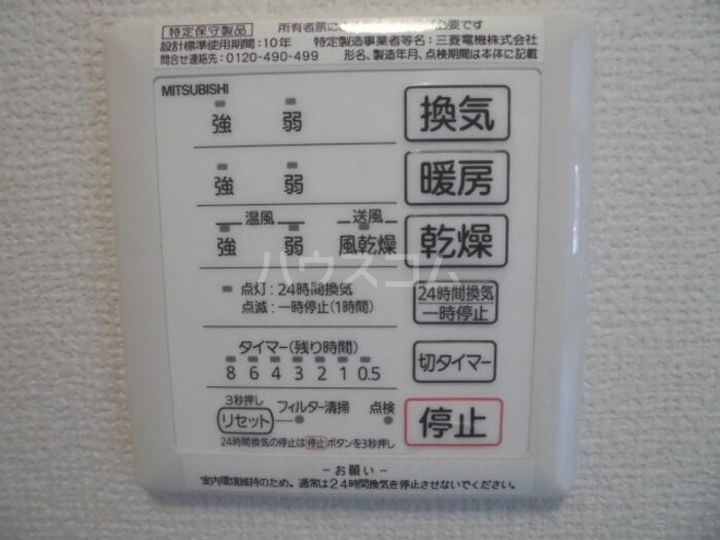 特定保守製品 所有者票に 必要です
設計標準使用期間：10年 特定製造事業者等名：三菱電機株式会社
問合せ連絡先：0120-490-499 形名、製造年月、点検期間は本体に記載
MITSUBISHI
強 弱 換気
強 弱 暖房
温風 送風
強 弱 風乾燥 乾燥
ハウスコム
点灯：24時間換気 24時間換気
点滅：一時停止(1時間) 一時停止
タイマー(残り時間)
8 6 4 3 2 1 0.5 切タイマー
3秒押し
リセット フィルター清掃 点検 停止
24時間換気の停止は停止ボタンを3秒押し
－お願い－
室内環境維持のため、通常は24時間換気を停止させないでください。